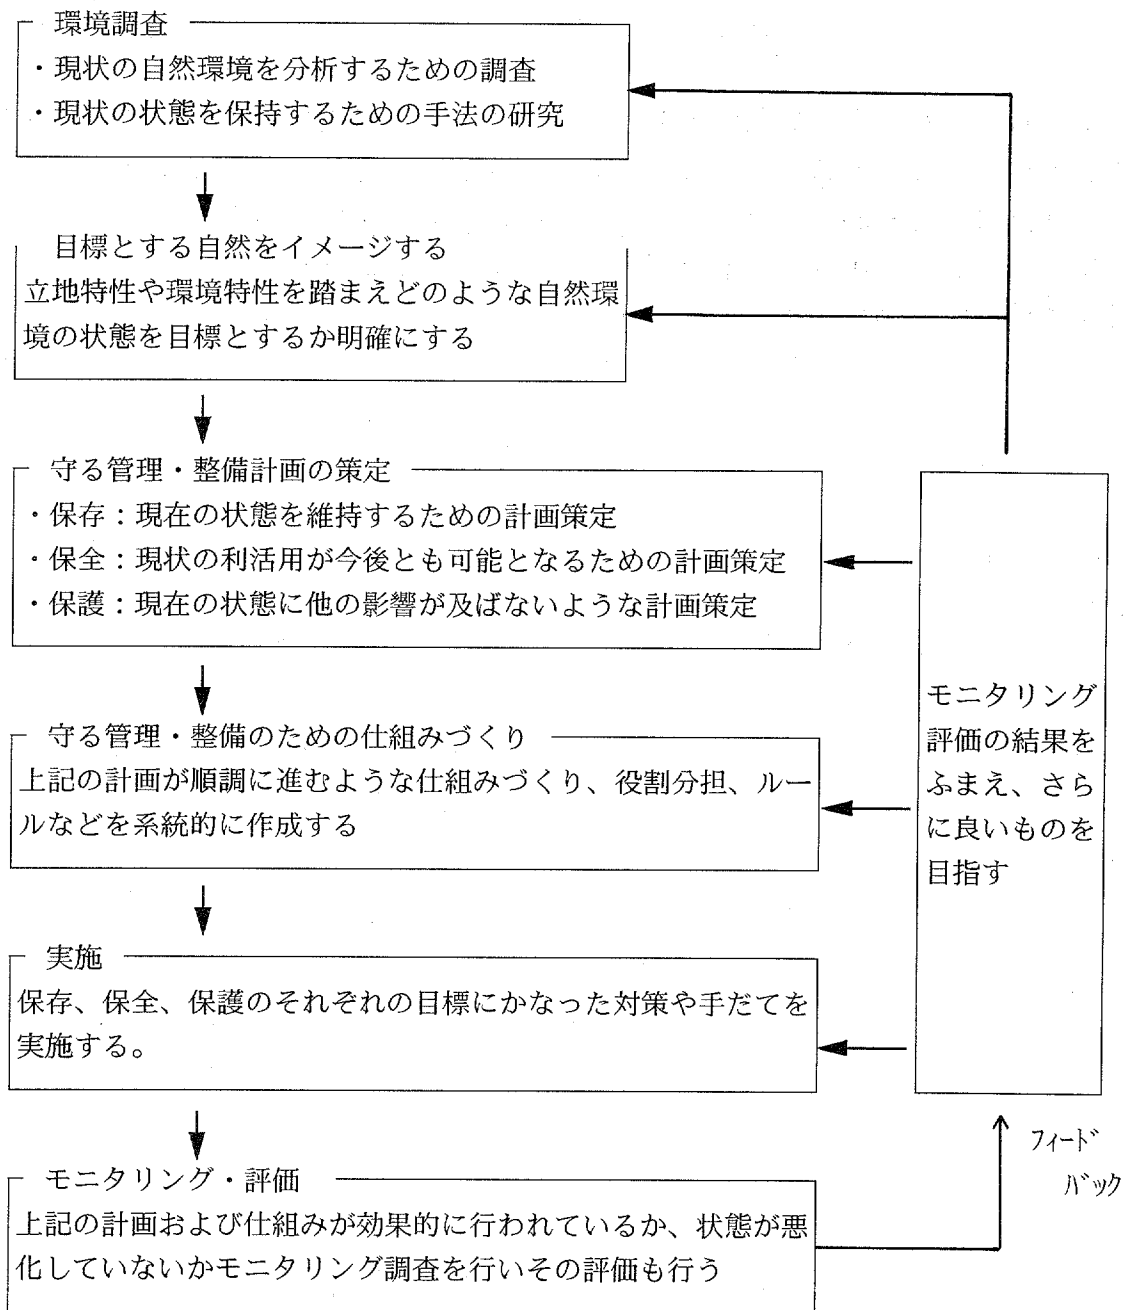 環境調査
・現状の自然環境を分析するための調査
・現状の状態を保持するための手法の研究
目標とする自然をイメージする
立地特性や環境特性を踏まえどのような自然環
境の状態を目標とするか明確にする
守る管理・整備計画の策定
・保存：現在の状態を維持するための計画策定
・保全：現状の利活用が今後とも可能となるための計画策定
・保護：現在の状態に他の影響が及ばないような計画策定
守る管理・整備のための仕組みづくり
上記の計画が順調に進むような仕組みづくり、役割分担、ルー
ルなどを系統的に作成する
実施
保存、保全、保護のそれぞれの目標にかなった対策や手だてを
実施する。
モニタリング・評価
上記の計画および仕組みが効果的に行われているか、状態が悪
化していないかモニタリング調査を行いその評価も行う
モニタリング
評価の結果を
ふまえ、さら
に良いものを
目指す
フィード
バック